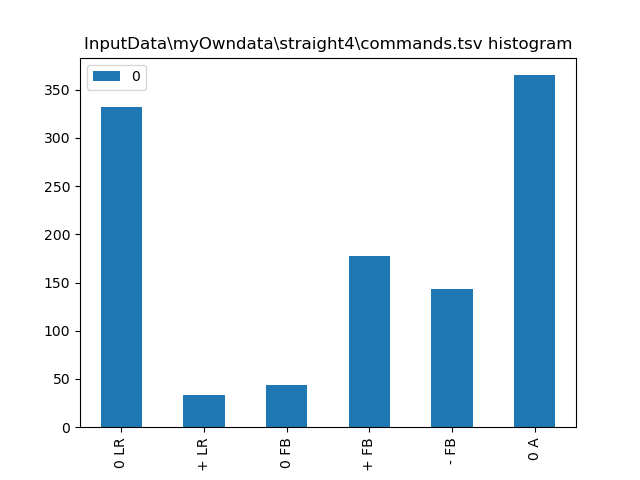 InputData\myOwndata\straight4\commands.tsv histogram
0
350
300
250
200
150
100
50
0
0 LR
+ LR
0 FB
+ FB
- FB
0 A